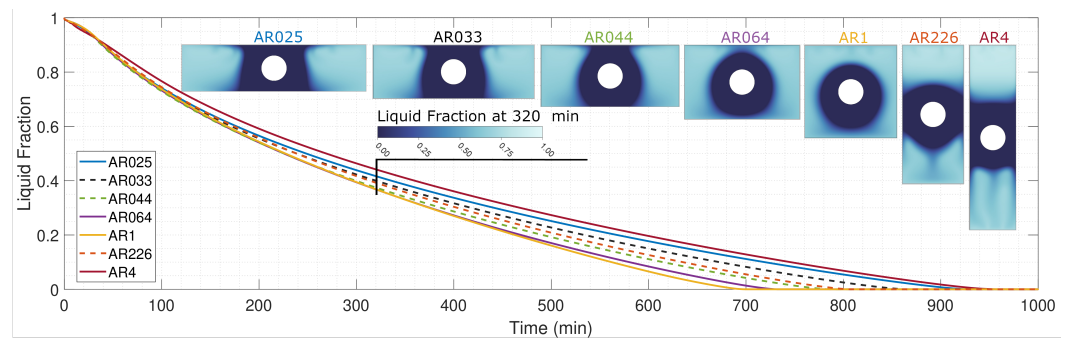 AR025 AR033 AR044 AR064 AR1 AR226 AR4
Liquid Fraction at 320 min
0.00 0.25 0.50 0.75 1.00
Liquid Fraction
1
0.8
0.6
0.4
0.2
0
AR025
AR033
AR044
AR064
AR1
AR226
AR4
0 100 200 300 400 500 600 700 800 900 1000
Time (min)